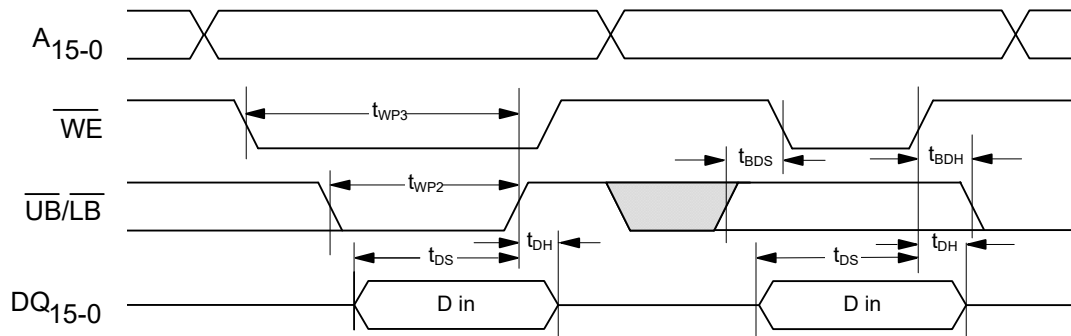 A15-0
WE
tWP3
tBDS
tBDH
UB/LB
tWP2
tDH
tDH
tDS
tDS
DQ15-0
D in
D in